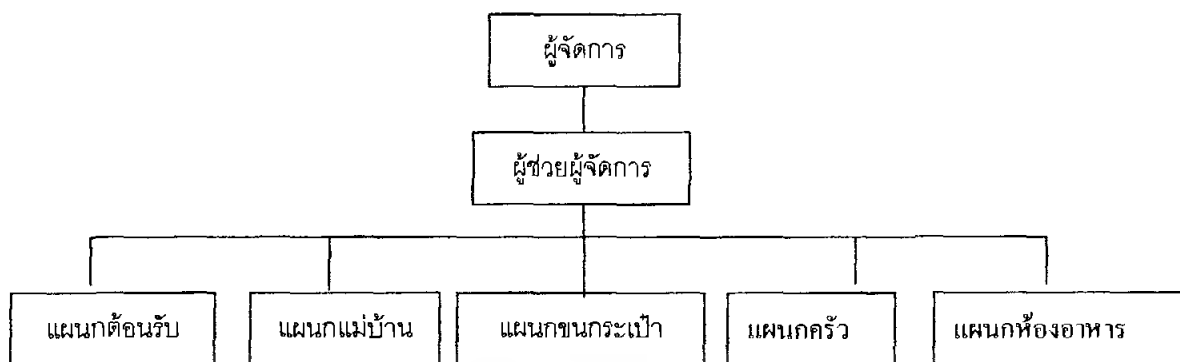 ผู้จัดการ
ผู้ช่วยผู้จัดการ
แผนกต้อนรับ
แผนกแม่บ้าน
แผนกขนกระเป๋า
แผนกครัว
แผนกห้องอาหาร